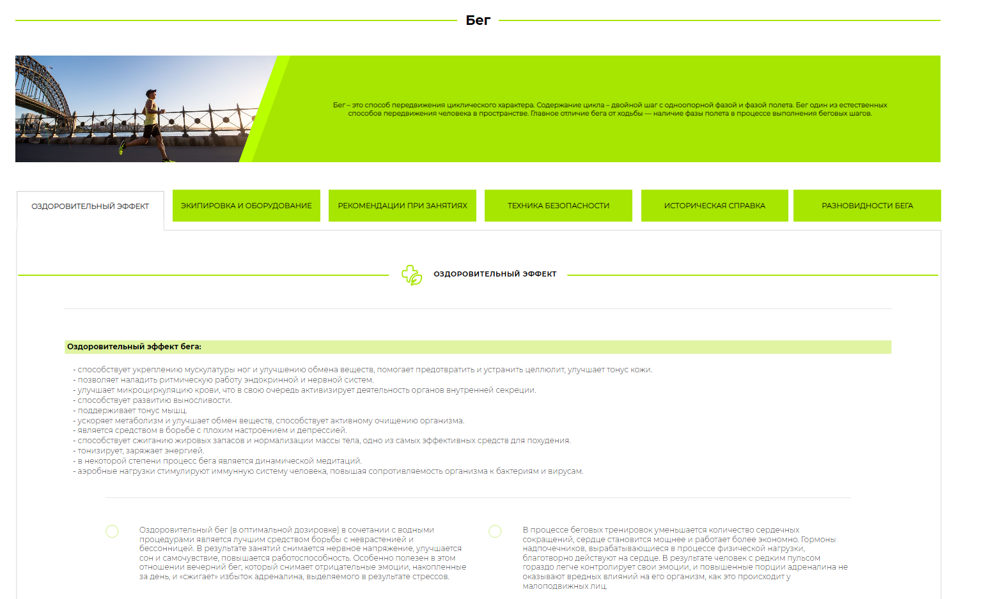 Бег
Бег – это способ передвижения циклического характера. Содержание цикла – двойной шаг с одноопорной фазой и фазой полета. Бег один из естественных
способов передвижения человека в пространстве. Главное отличие бега от ходьбы — наличие фазы полета в процессе выполнения беговых шагов.
ОЗДОРОВИТЕЛЬНЫЙ ЭФФЕКТ
ЭКИПИРОВКА И ОБОРУДОВАНИЕ
РЕКОМЕНДАЦИИ ПРИ ЗАНЯТИЯХ
ТЕХНИКА БЕЗОПАСНОСТИ
ИСТОРИЧЕСКАЯ СПРАВКА
РАЗНОВИДНОСТИ БЕГА
ОЗДОРОВИТЕЛЬНЫЙ ЭФФЕКТ
Оздоровительный эффект бега:
- способствует укреплению мускулатуры ног и улучшению обмена веществ, помогает предотвратить и устранить целлюлит, улучшает тонус кожи.
- позволяет наладить ритмическую работу эндокринной и нервной систем.
- улучшает микроциркуляцию крови, что в свою очередь активизирует деятельность органов внутренней секреции.
- способствует развитию выносливости.
- поддерживает тонус мышц.
- ускоряет метаболизм и улучшает обмен веществ, способствует активному очищению организма.
- является средством в борьбе с плохим настроением и депрессией.
- способствует сжиганию жировых запасов и нормализации массы тела, одно из самых эффективных средств для похудения.
- тонизирует, заряжает энергией.
- в некоторой степени процесс бега является динамической медитаций.
- аэробные нагрузки стимулируют иммунную систему человека, повышая сопротивляемость организма к бактериям и вирусам.
Оздоровительный бег (в оптимальной дозировке) в сочетании с водными
процедурами является лучшим средством борьбы с неврастенией и
бессонницей. В результате занятий снимается нервное напряжение, улучшается
сон и самочувствие, повышается работоспособность. Особенно полезен в этом
отношении вечерний бег, который снимает отрицательные эмоции, накопленные
за день, и «сжигает» избыток адреналина, выделяемого в результате стрессов.
В процессе беговых тренировок уменьшается количество сердечных
сокращений, сердце становится мощнее и работает более экономно. Гормоны
надпочечников, вырабатывающиеся в процессе физической нагрузки,
благотворно действуют на сердце. В результате человек с редким пульсом
гораздо легче контролирует свои эмоции, и повышенные порции адреналина не
оказывают вредных влияний на его организм, как это происходит у
малоподвижных лиц.